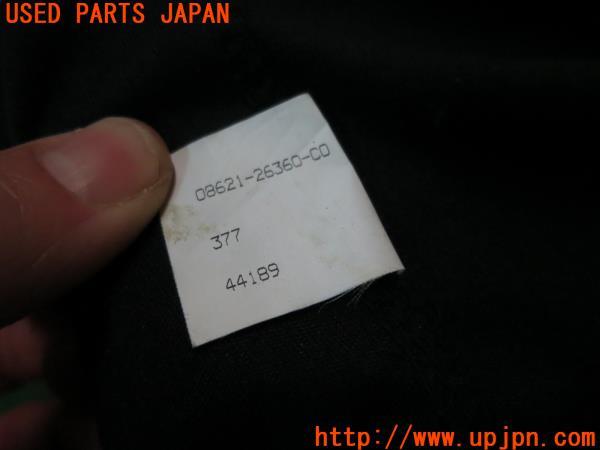 USED PARTS JAPAN
08621-26360-C0
377
44189
http://www.upjpn.com/